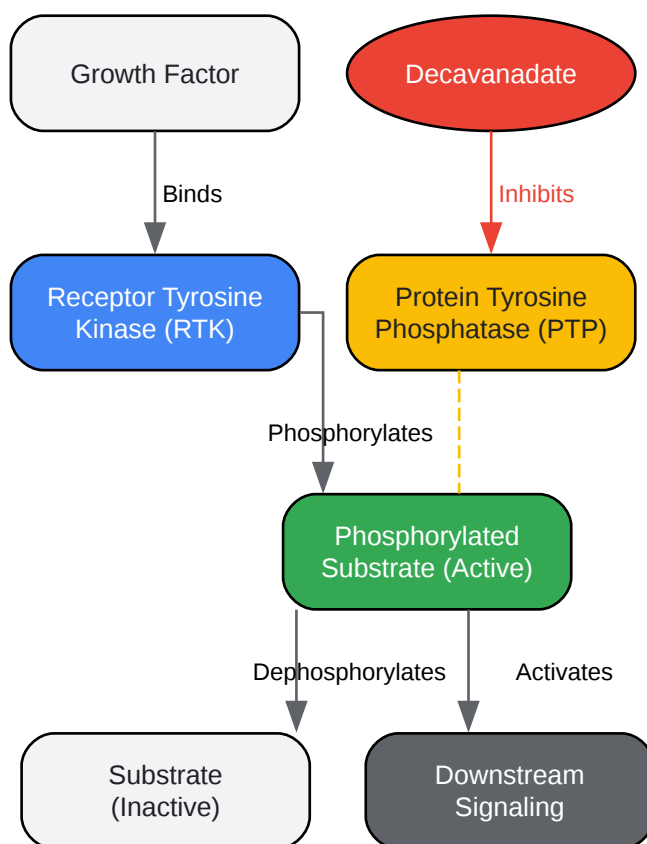 Growth Factor
Decavanadate
Binds
Inhibits
Receptor Tyrosine
Kinase (RTK)
Protein Tyrosine
Phosphatase (PTP)
Phosphorylates
Phosphorylated
Substrate (Active)
Dephosphorylates
Activates
Substrate
(Inactive)
Downstream
Signaling